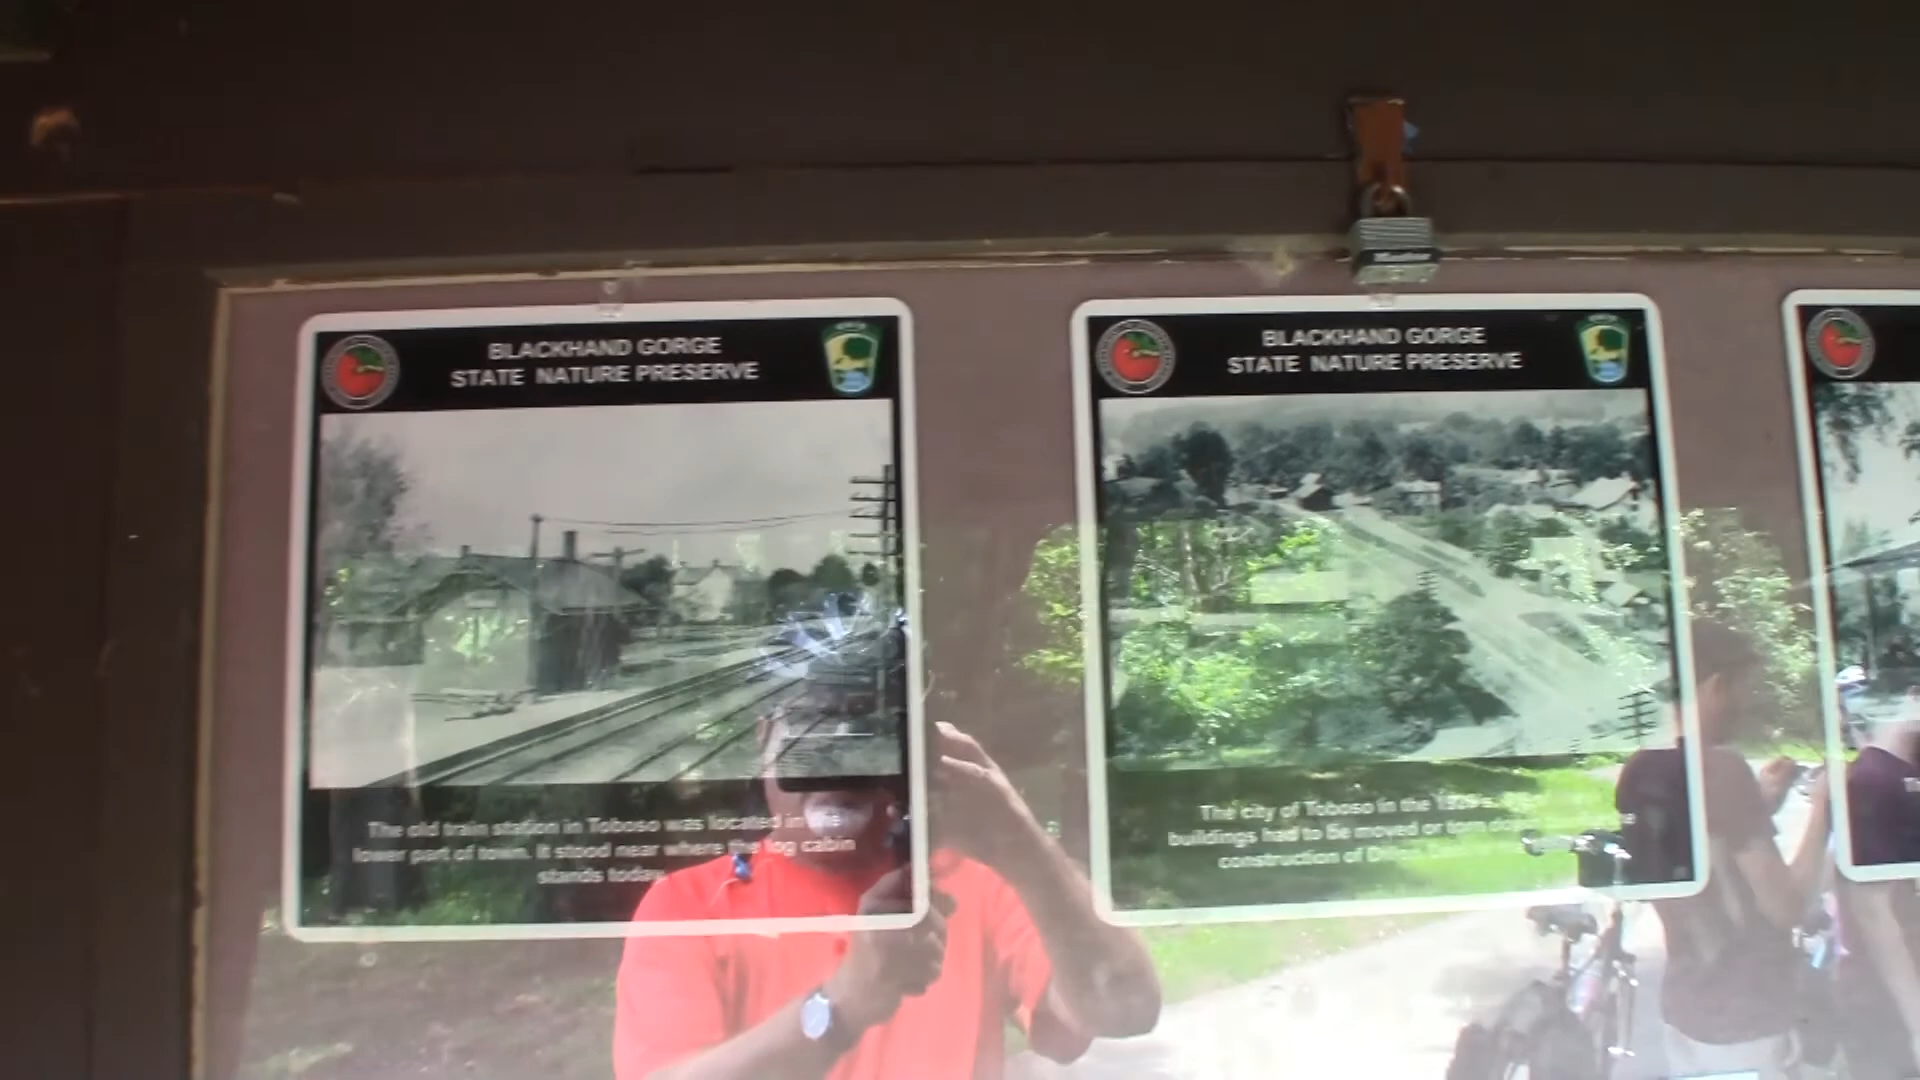 BLACKHAND GORGE
STATE NATURE PRESERVE
The old train station in Toboso was located in the
lower part of town. It stood near where the log cabin
stands today.
BLACKHAND GORGE
STATE NATURE PRESERVE
The city of Toboso in the
buildings had to be moved or torn
construction of
Master